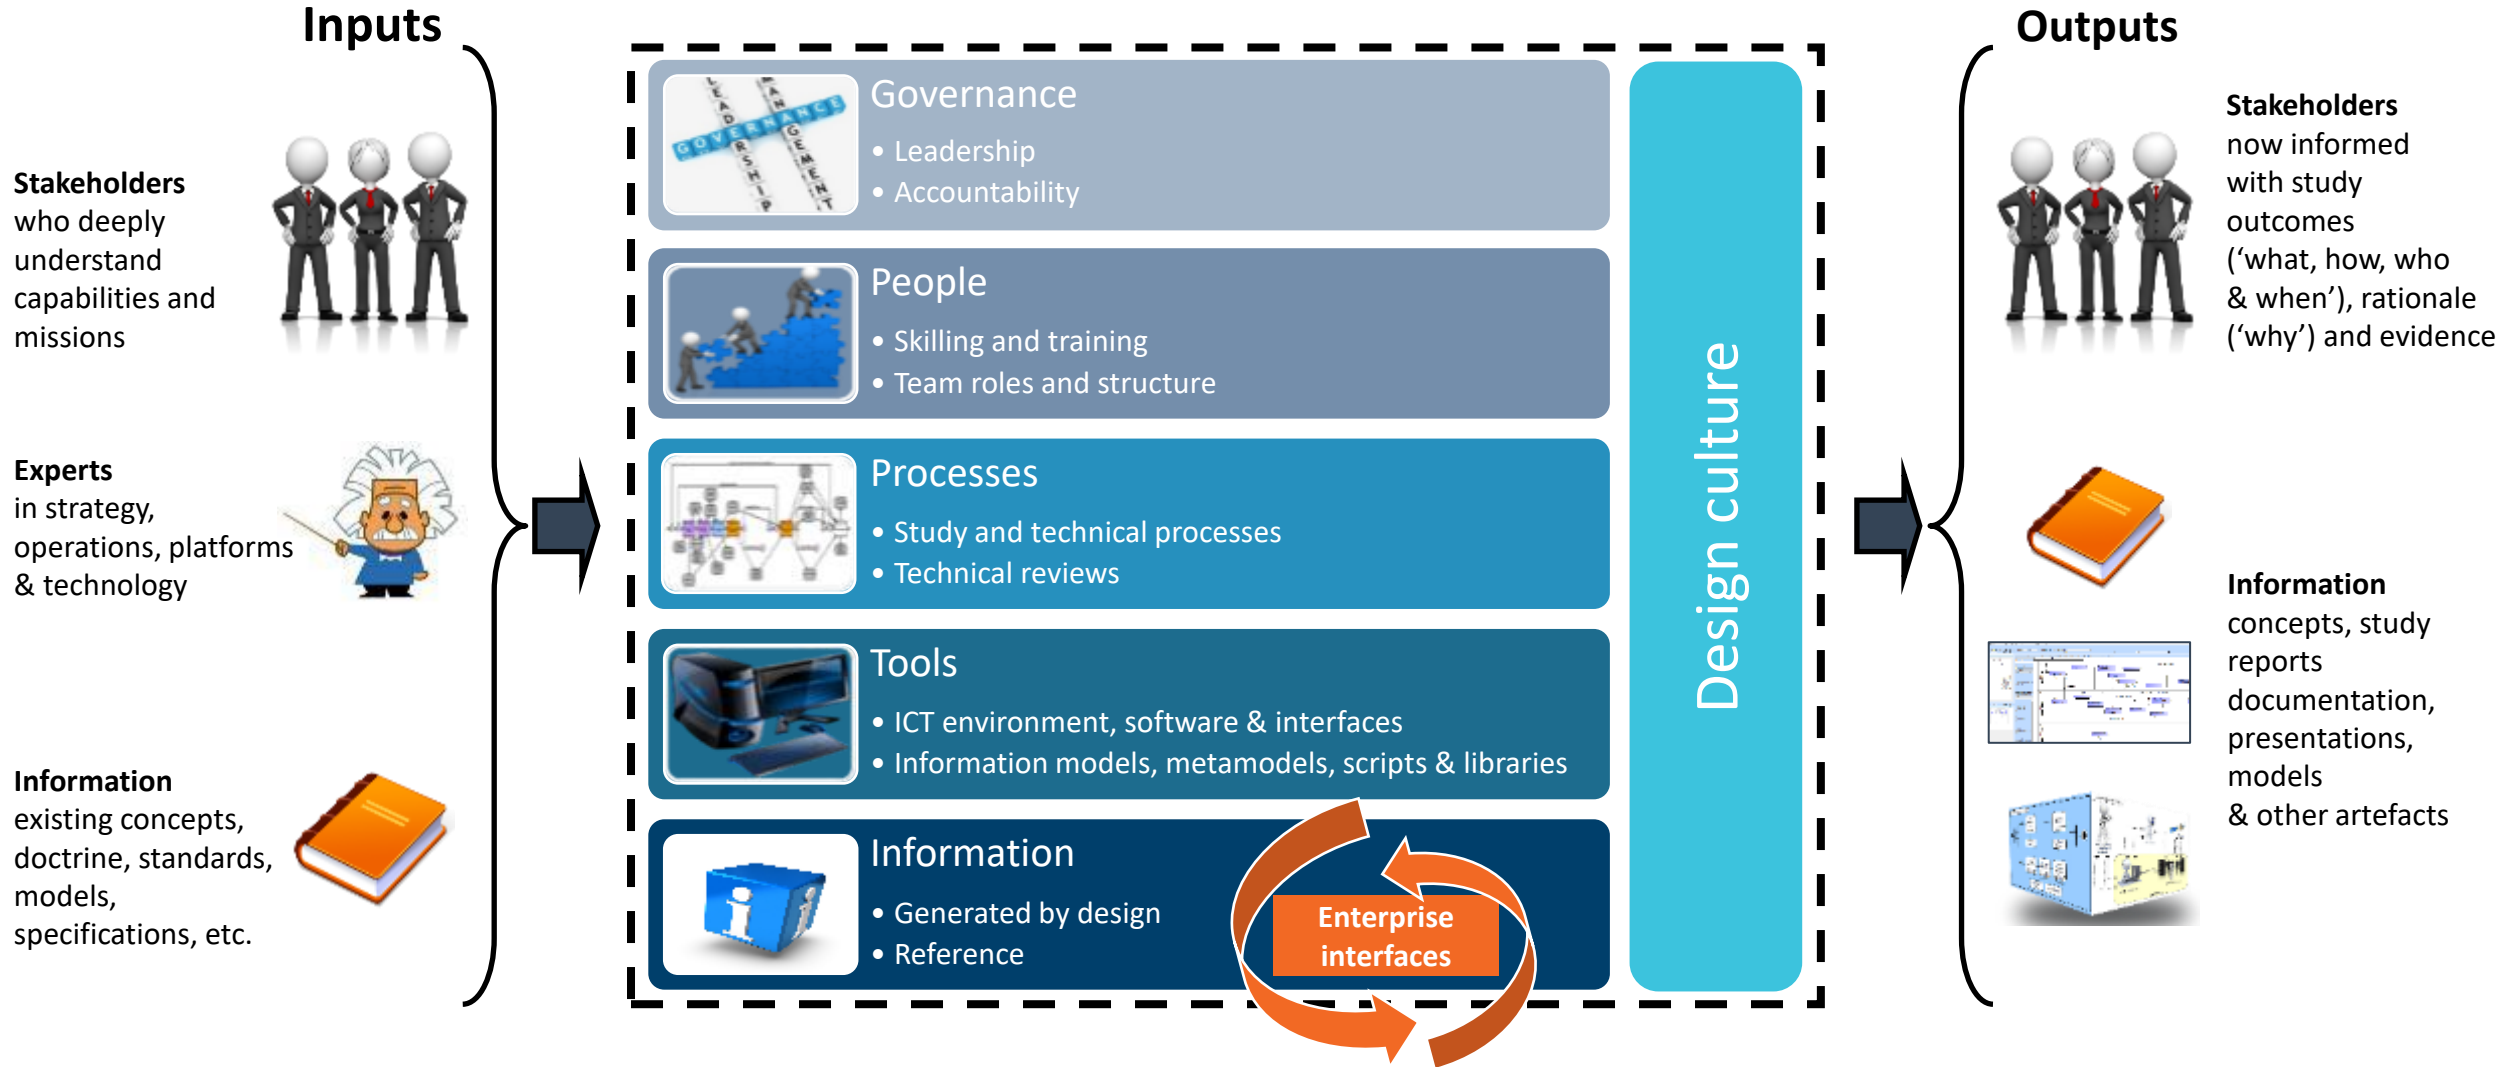 Inputs
Stakeholders
who deeply
understand
capabilities and
missions
Experts
in strategy,
operations, platforms
& technology
Information
existing concepts,
doctrine, standards,
models,
specifications, etc.
LEADERSHIP
MANAGEMENT
GOVERNANCE
Governance
• Leadership
• Accountability
People
• Skilling and training
• Team roles and structure
Processes
• Study and technical processes
• Technical reviews
Tools
• ICT environment, software & interfaces
• Information models, metamodels, scripts & libraries
i
i
Information
• Generated by design
• Reference
Enterprise
interfaces
Design culture
Outputs
Stakeholders
now informed
with study
outcomes
(‘what, how, who
& when’), rationale
(‘why’) and evidence
Information
concepts, study
reports
documentation,
presentations,
models
& other artefacts